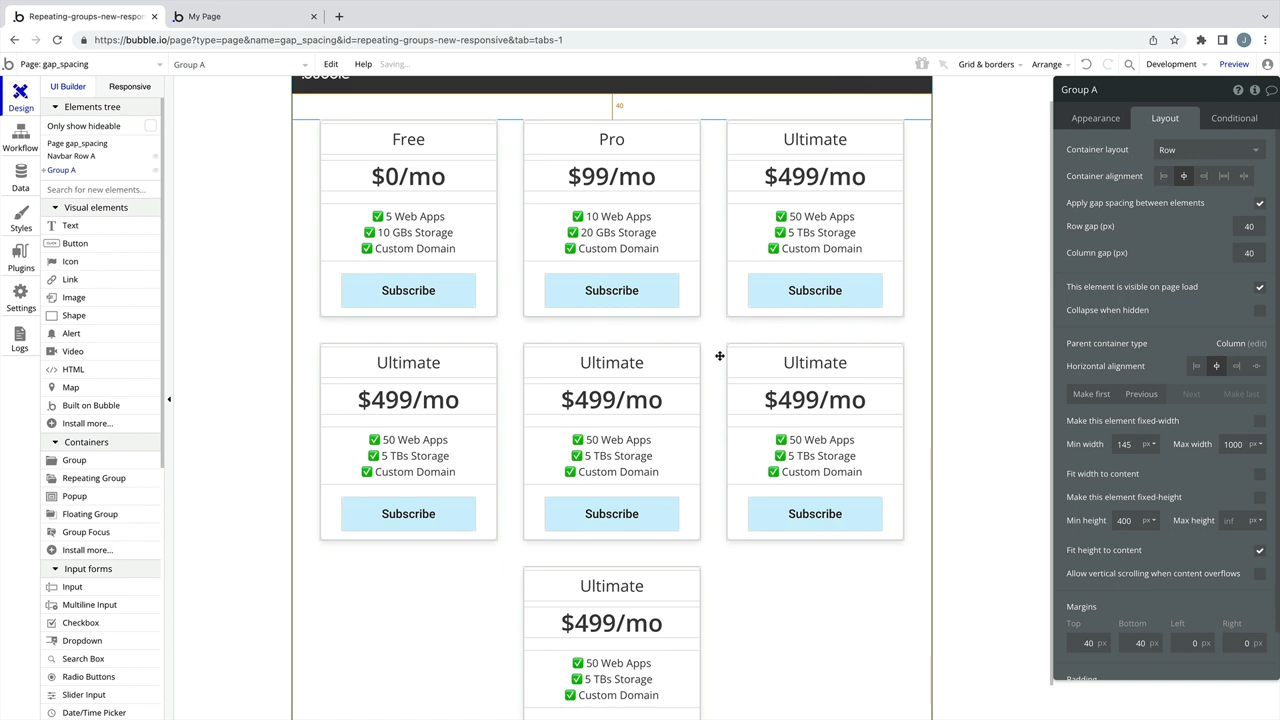 Repeating-groups-new-respon
My Page
https://bubble.io/page?type=page&name=gap_spacing&id=repeating-groups-new-responsive&tab=tabs-1
J
Page: gap_spacing
Group A
Edit
Help
Saving...
Grid & borders
Arrange
Development
Preview
Design
Workflow
Data
Styles
Plugins
Settings
Logs
UI Builder
Responsive
Elements tree
Only show hideable
Page gap_spacing
Navbar Row A
Group A
Search for new elements...
Visual elements
Text
Button
Icon
Link
Image
Shape
Alert
Video
HTML
Map
Built on Bubble
Install more...
Containers
Group
Repeating Group
Popup
Floating Group
Group Focus
Install more...
Input forms
Input
Multiline Input
Checkbox
Dropdown
Search Box
Radio Buttons
Slider Input
Date/Time Picker
40
Free
$0/mo
✅ 5 Web Apps
✅ 10 GBs Storage
✅ Custom Domain
Subscribe
Pro
$99/mo
✅ 10 Web Apps
✅ 20 GBs Storage
✅ Custom Domain
Subscribe
Ultimate
$499/mo
✅ 50 Web Apps
✅ 5 TBs Storage
✅ Custom Domain
Subscribe
Ultimate
$499/mo
✅ 50 Web Apps
✅ 5 TBs Storage
✅ Custom Domain
Subscribe
Ultimate
$499/mo
✅ 50 Web Apps
✅ 5 TBs Storage
✅ Custom Domain
Subscribe
Ultimate
$499/mo
✅ 50 Web Apps
✅ 5 TBs Storage
✅ Custom Domain
Subscribe
Ultimate
$499/mo
✅ 50 Web Apps
✅ 5 TBs Storage
✅ Custom Domain
Group A
Appearance
Layout
Conditional
Container layout
Row
Container alignment
Apply gap spacing between elements
Row gap (px)
40
Column gap (px)
40
This element is visible on page load
Collapse when hidden
Parent container type
Column (edit)
Horizontal alignment
Make first
Previous
Next
Make last
Make this element fixed-width
Min width
145 px
Max width
1000 px
Fit width to content
Make this element fixed-height
Min height
400 px
Max height
inf px
Fit height to content
Allow vertical scrolling when content overflows
Margins
Top
Bottom
Left
Right
40 px
40 px
0 px
0 px